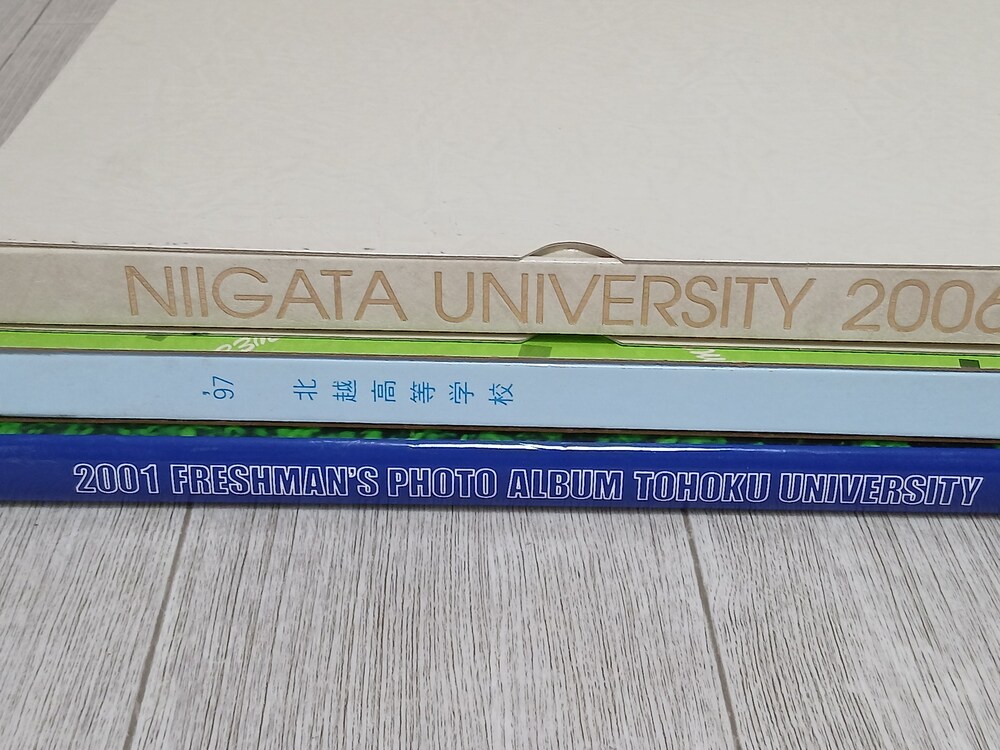 NIIGATA UNIVERSITY 2006
'97 北越高等学校
2001 FRESHMAN'S PHOTO ALBUM TOHOKU UNIVERSITY